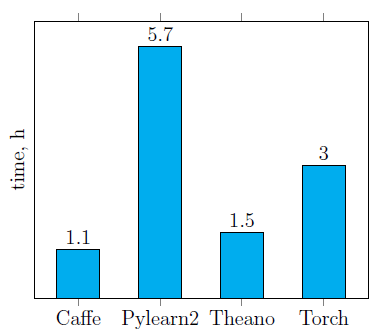 5.7
3
1.5
1.1
time, h
Caffe Pylearn2 Theano Torch